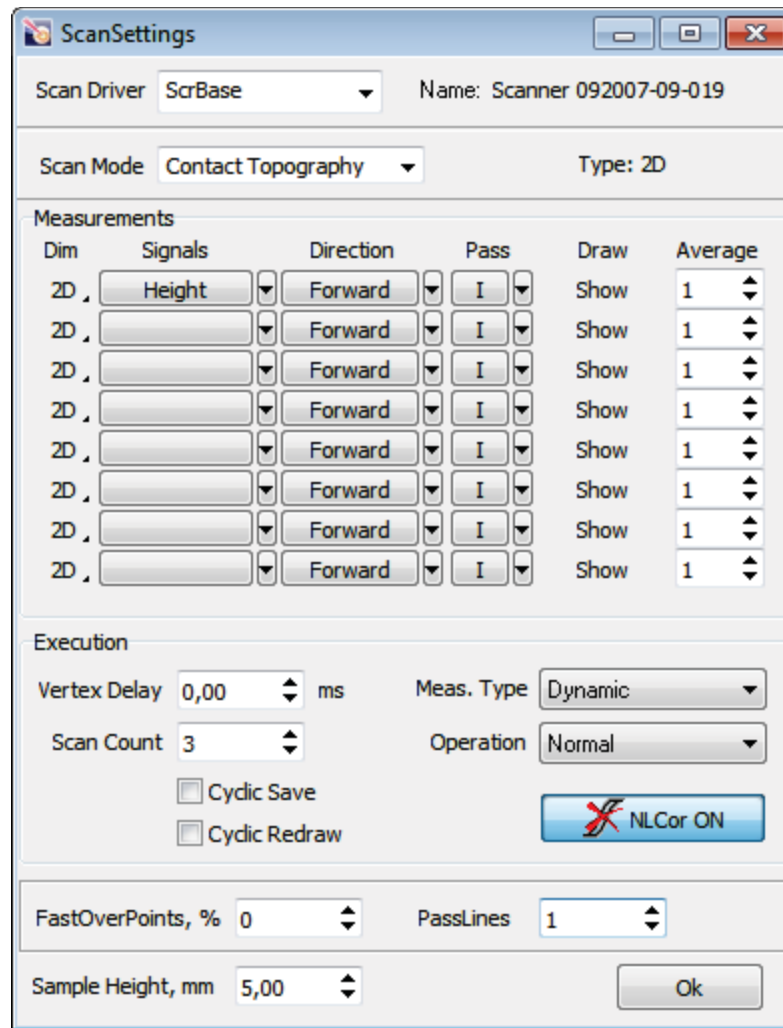 ScanSettings
Scan Driver ScrBase Name: Scanner 092007-09-019
Scan Mode Contact Topography Type: 2D
Measurements
Dim Signals Direction Pass Draw Average
2D Height Forward I Show 1
2D Forward I Show 1
2D Forward I Show 1
2D Forward I Show 1
2D Forward I Show 1
2D Forward I Show 1
2D Forward I Show 1
2D Forward I Show 1
Execution
Vertex Delay 0,00 ms Meas. Type Dynamic
Scan Count 3 Operation Normal
Cyclic Save
Cyclic Redraw NLCor ON
FastOverPoints, % 0 PassLines 1
Sample Height, mm 5,00 Ok